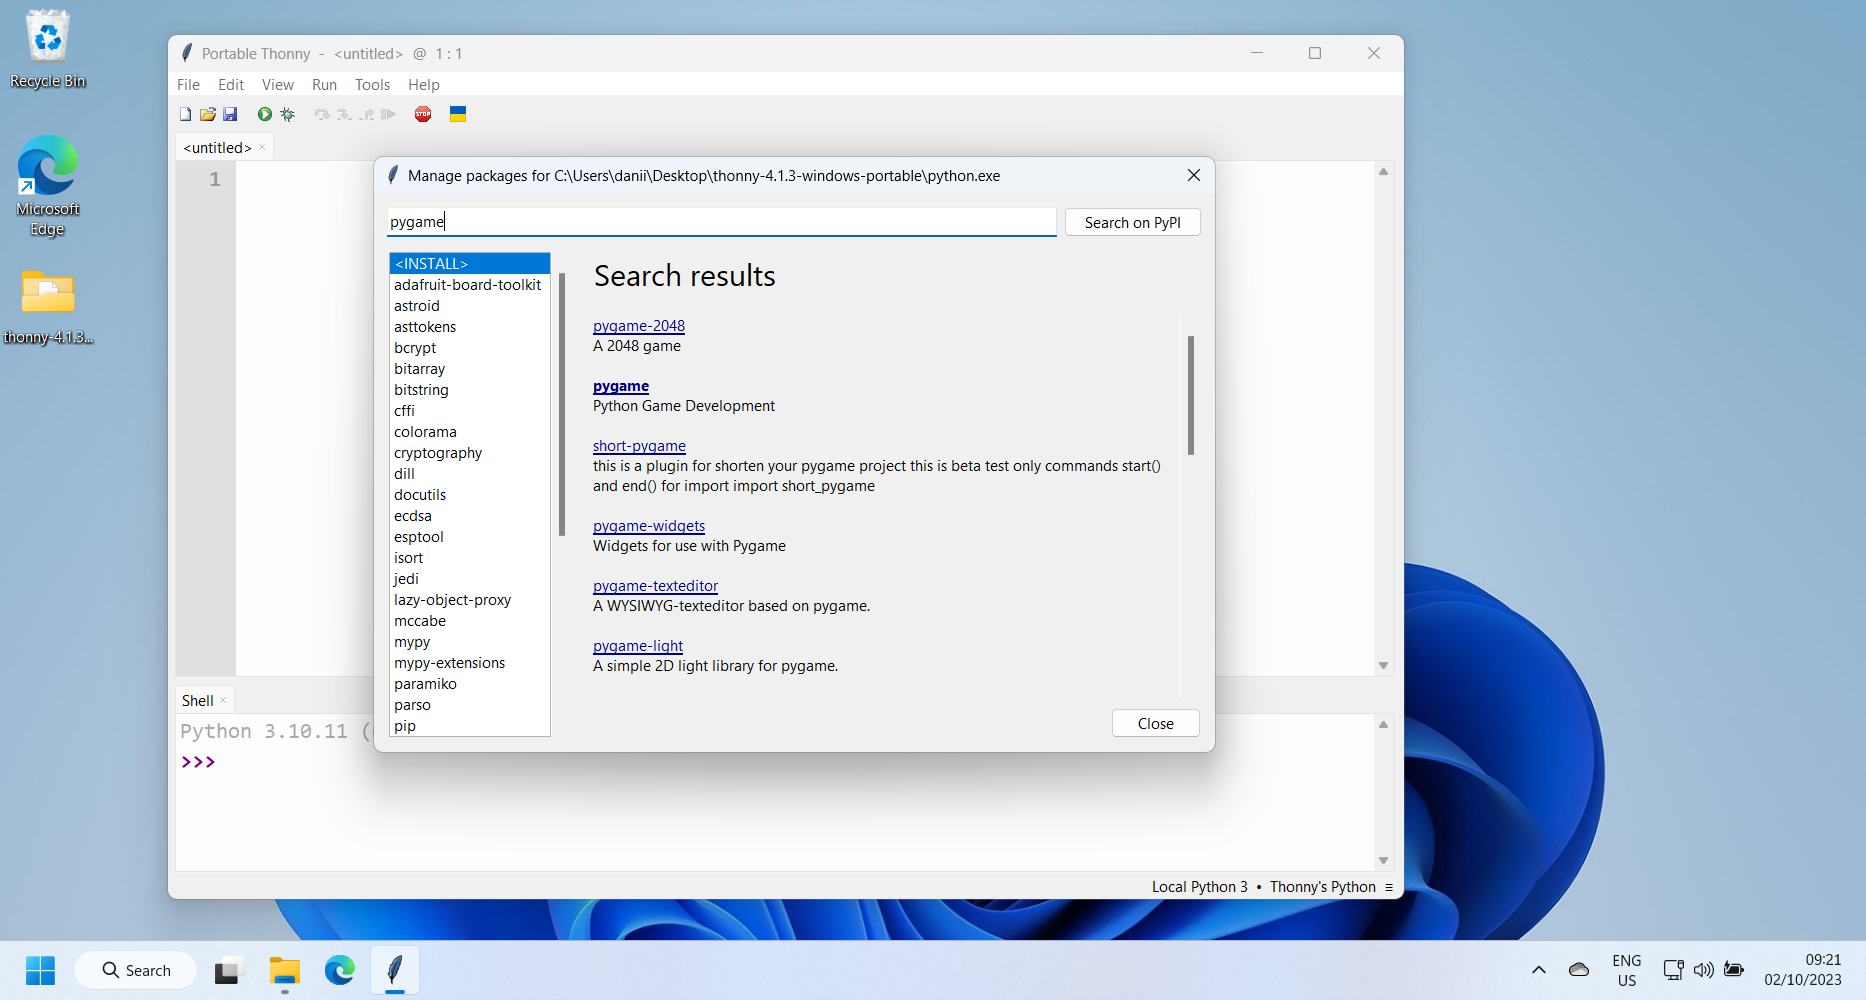 Recycle Bin
Microsoft
Edge
thonny-4.1.3...
Portable Thonny - <untitled> @ 1 : 1
File Edit View Run Tools Help
STOP
<untitled>
1
Manage packages for C:\Users\danii\Desktop\thonny-4.1.3-windows-portable\python.exe
pygame
Search on PyPI
<INSTALL>
adafruit-board-toolkit
astroid
asttokens
bcrypt
bitarray
bitstring
cffi
colorama
cryptography
dill
docutils
ecdsa
esptool
isort
jedi
lazy-object-proxy
mccabe
mypy
mypy-extensions
paramiko
parso
pip
Search results
pygame-2048
A 2048 game
pygame
Python Game Development
short-pygame
this is a plugin for shorten your pygame project this is beta test only commands start()
and end() for import import short_pygame
pygame-widgets
Widgets for use with Pygame
pygame-texteditor
A WYSIWYG-texteditor based on pygame.
pygame-light
A simple 2D light library for pygame.
Close
Shell
Python 3.10.11 (
>>>
Local Python 3 • Thonny's Python ≡
Search
ENG
US
09:21
02/10/2023